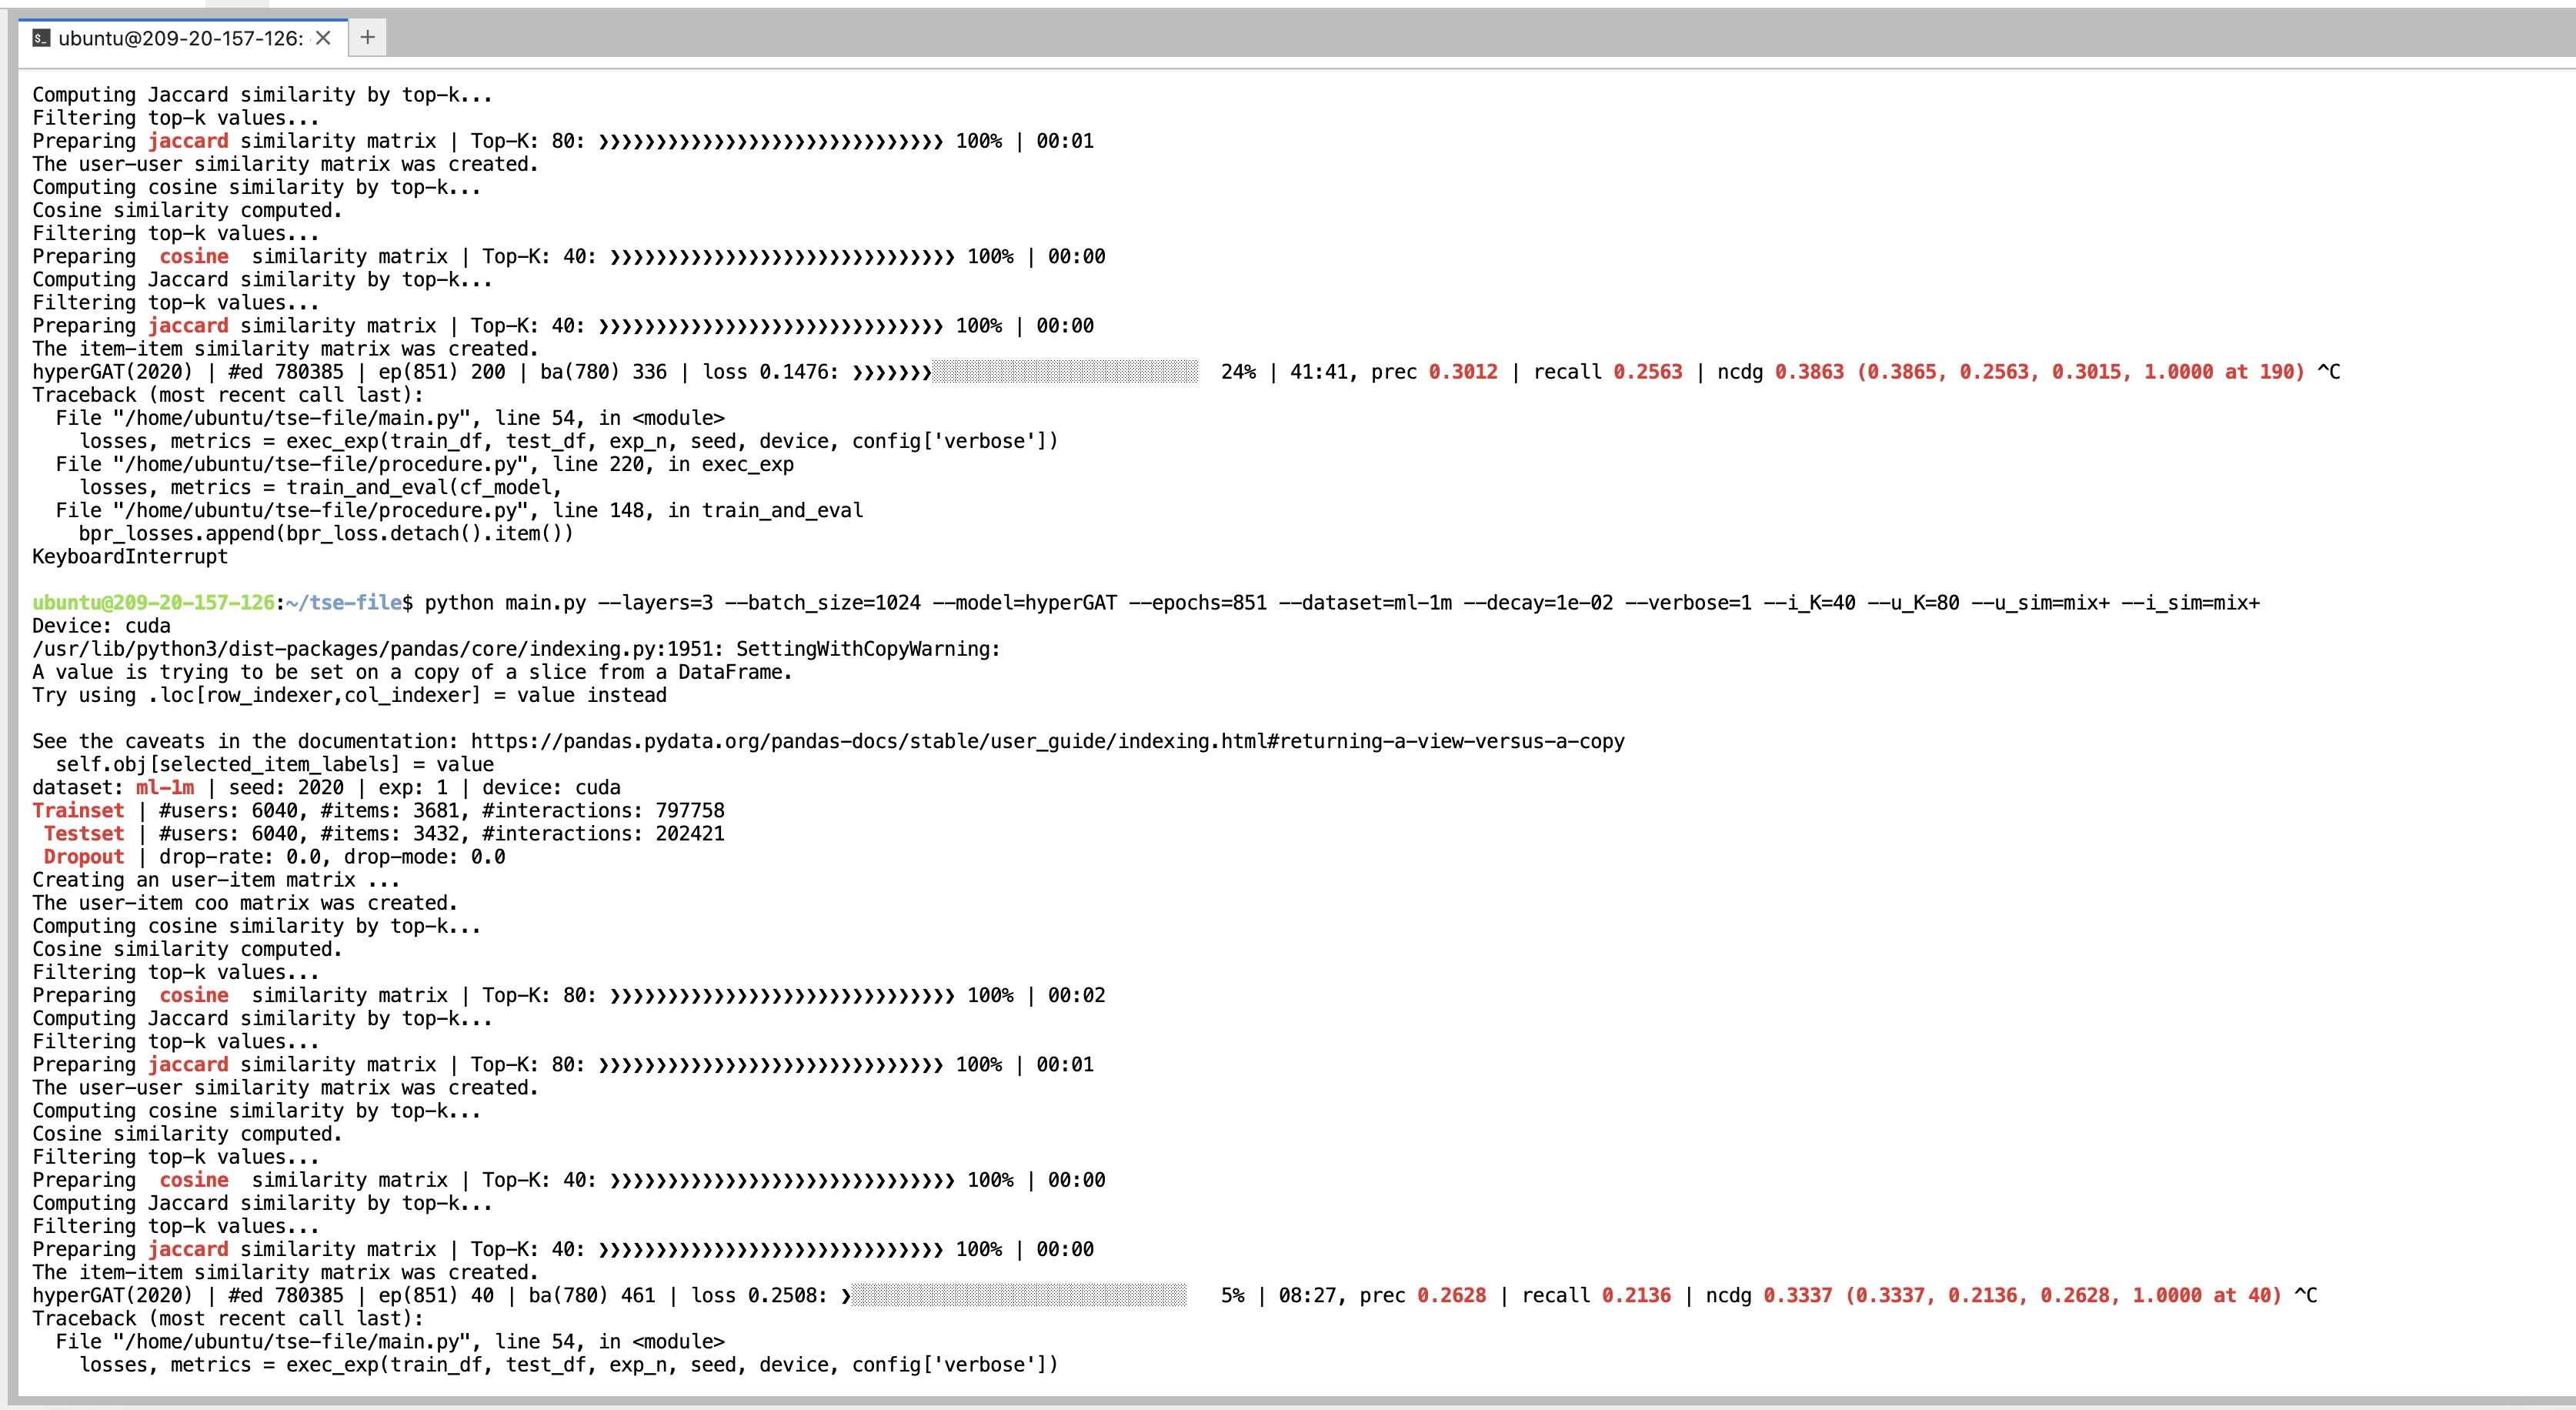 ubuntu@209-20-157-126:
Computing Jaccard similarity by top-k...
Filtering top-k values...
Preparing jaccard similarity matrix | Top-K: 80: ❯❯❯❯❯❯❯❯❯❯❯❯❯❯❯❯❯❯❯❯❯❯❯❯❯❯❯❯❯❯ 100% | 00:01
The user-user similarity matrix was created.
Computing cosine similarity by top-k...
Cosine similarity computed.
Filtering top-k values...
Preparing  cosine  similarity matrix | Top-K: 40: ❯❯❯❯❯❯❯❯❯❯❯❯❯❯❯❯❯❯❯❯❯❯❯❯❯❯❯❯❯❯ 100% | 00:00
Computing Jaccard similarity by top-k...
Filtering top-k values...
Preparing jaccard similarity matrix | Top-K: 40: ❯❯❯❯❯❯❯❯❯❯❯❯❯❯❯❯❯❯❯❯❯❯❯❯❯❯❯❯❯❯ 100% | 00:00
The item-item similarity matrix was created.
hyperGAT(2020) | #ed 780385 | ep(851) 200 | ba(780) 336 | loss 0.1476: ❯❯❯❯❯❯❯░░░░░░░░░░░░░░░░░░░░░░░  24% | 41:41, prec 0.3012 | recall 0.2563 | ncdg 0.3863 (0.3865, 0.2563, 0.3015, 1.0000 at 190) ^C
Traceback (most recent call last):
  File "/home/ubuntu/tse-file/main.py", line 54, in <module>
    losses, metrics = exec_exp(train_df, test_df, exp_n, seed, device, config['verbose'])
  File "/home/ubuntu/tse-file/procedure.py", line 220, in exec_exp
    losses, metrics = train_and_eval(cf_model,
  File "/home/ubuntu/tse-file/procedure.py", line 148, in train_and_eval
    bpr_losses.append(bpr_loss.detach().item())
KeyboardInterrupt
ubuntu@209-20-157-126:~/tse-file$ python main.py --layers=3 --batch_size=1024 --model=hyperGAT --epochs=851 --dataset=ml-1m --decay=1e-02 --verbose=1 --i_K=40 --u_K=80 --u_sim=mix+ --i_sim=mix+
Device: cuda
/usr/lib/python3/dist-packages/pandas/core/indexing.py:1951: SettingWithCopyWarning:
A value is trying to be set on a copy of a slice from a DataFrame.
Try using .loc[row_indexer,col_indexer] = value instead
See the caveats in the documentation: https://pandas.pydata.org/pandas-docs/stable/user_guide/indexing.html#returning-a-view-versus-a-copy
  self.obj[selected_item_labels] = value
dataset: ml-1m | seed: 2020 | exp: 1 | device: cuda
Trainset | #users: 6040, #items: 3681, #interactions: 797758
 Testset | #users: 6040, #items: 3432, #interactions: 202421
 Dropout | drop-rate: 0.0, drop-mode: 0.0
Creating an user-item matrix ...
The user-item coo matrix was created.
Computing cosine similarity by top-k...
Cosine similarity computed.
Filtering top-k values...
Preparing  cosine  similarity matrix | Top-K: 80: ❯❯❯❯❯❯❯❯❯❯❯❯❯❯❯❯❯❯❯❯❯❯❯❯❯❯❯❯❯❯ 100% | 00:02
Computing Jaccard similarity by top-k...
Filtering top-k values...
Preparing jaccard similarity matrix | Top-K: 80: ❯❯❯❯❯❯❯❯❯❯❯❯❯❯❯❯❯❯❯❯❯❯❯❯❯❯❯❯❯❯ 100% | 00:01
The user-user similarity matrix was created.
Computing cosine similarity by top-k...
Cosine similarity computed.
Filtering top-k values...
Preparing  cosine  similarity matrix | Top-K: 40: ❯❯❯❯❯❯❯❯❯❯❯❯❯❯❯❯❯❯❯❯❯❯❯❯❯❯❯❯❯❯ 100% | 00:00
Computing Jaccard similarity by top-k...
Filtering top-k values...
Preparing jaccard similarity matrix | Top-K: 40: ❯❯❯❯❯❯❯❯❯❯❯❯❯❯❯❯❯❯❯❯❯❯❯❯❯❯❯❯❯❯ 100% | 00:00
The item-item similarity matrix was created.
hyperGAT(2020) | #ed 780385 | ep(851) 40 | ba(780) 461 | loss 0.2508: ❯░░░░░░░░░░░░░░░░░░░░░░░░░░░░░   5% | 08:27, prec 0.2628 | recall 0.2136 | ncdg 0.3337 (0.3337, 0.2136, 0.2628, 1.0000 at 40) ^C
Traceback (most recent call last):
  File "/home/ubuntu/tse-file/main.py", line 54, in <module>
    losses, metrics = exec_exp(train_df, test_df, exp_n, seed, device, config['verbose'])